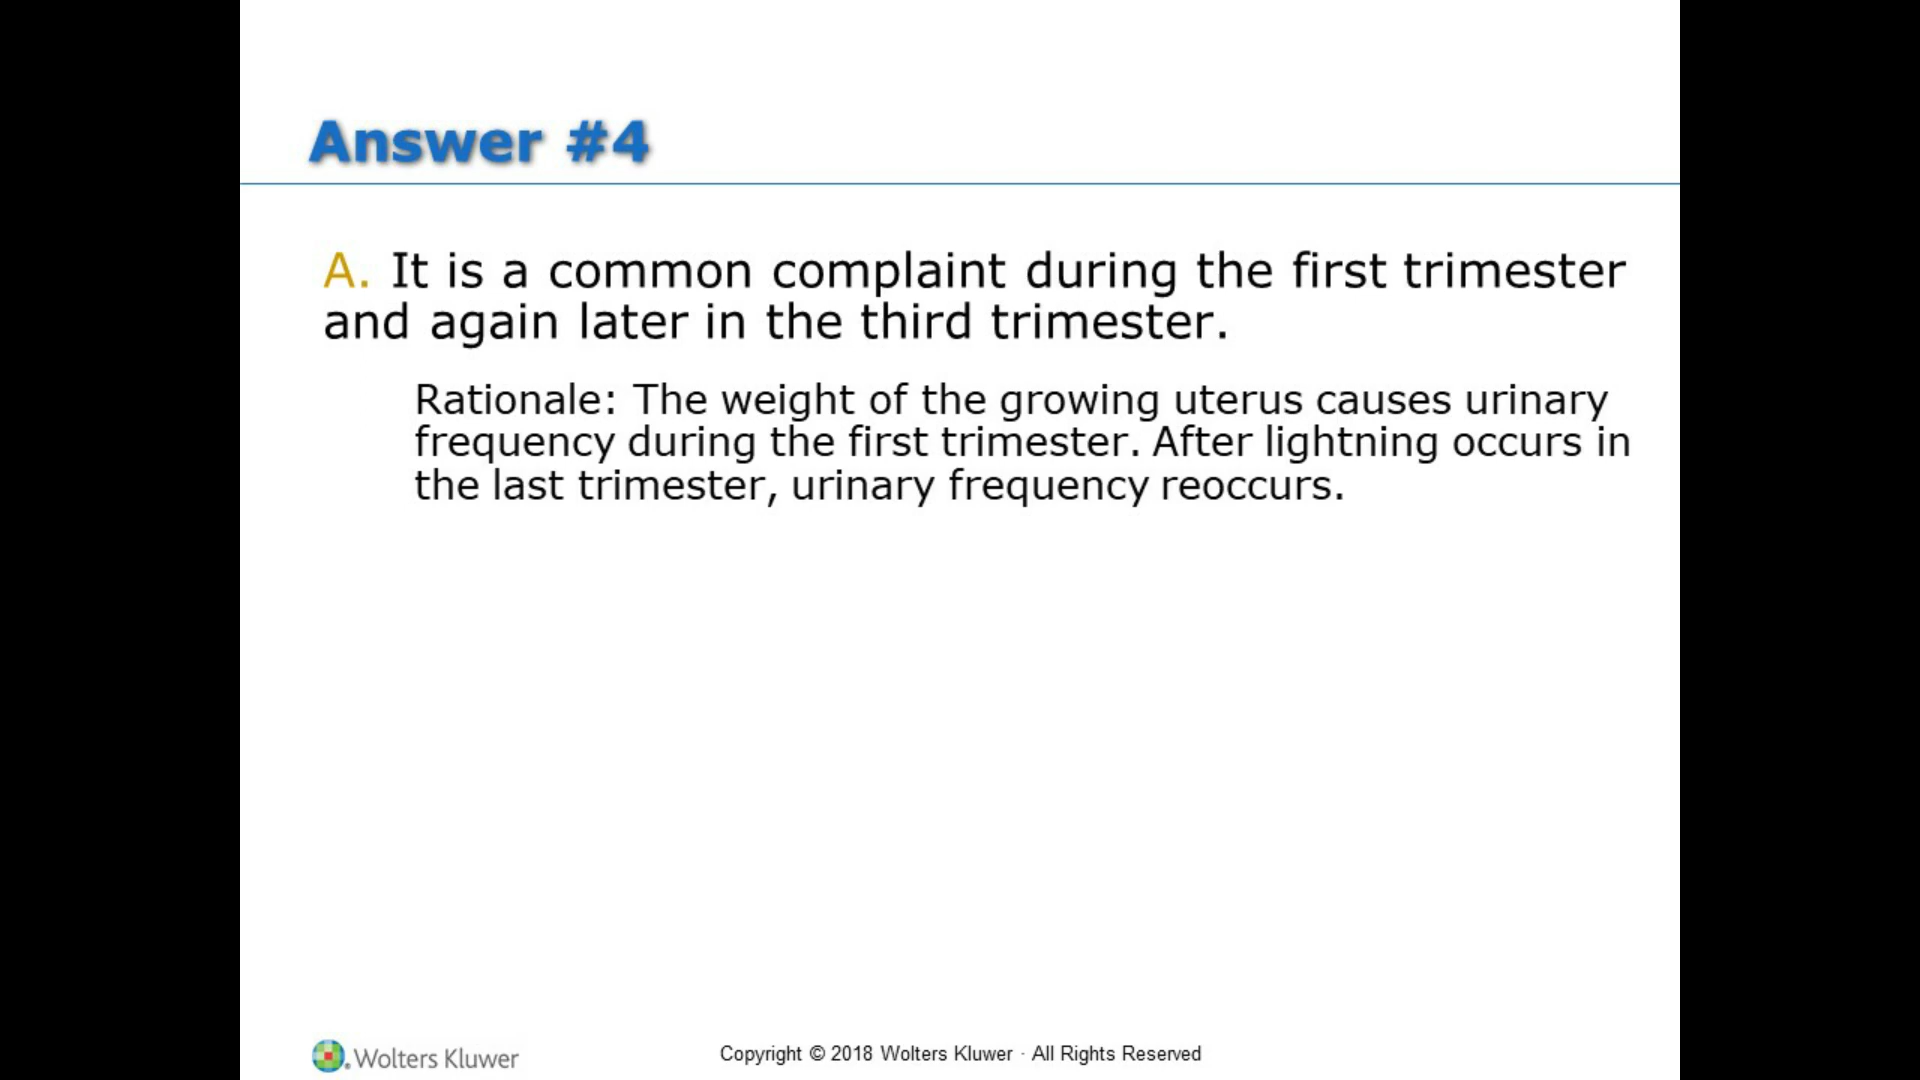 Answer #4
A. It is a common complaint during the first trimester
and again later in the third trimester.
Rationale: The weight of the growing uterus causes urinary
frequency during the first trimester. After lightning occurs in
the last trimester, urinary frequency reoccurs.
Wolters Kluwer
Copyright © 2018 Wolters Kluwer · All Rights Reserved